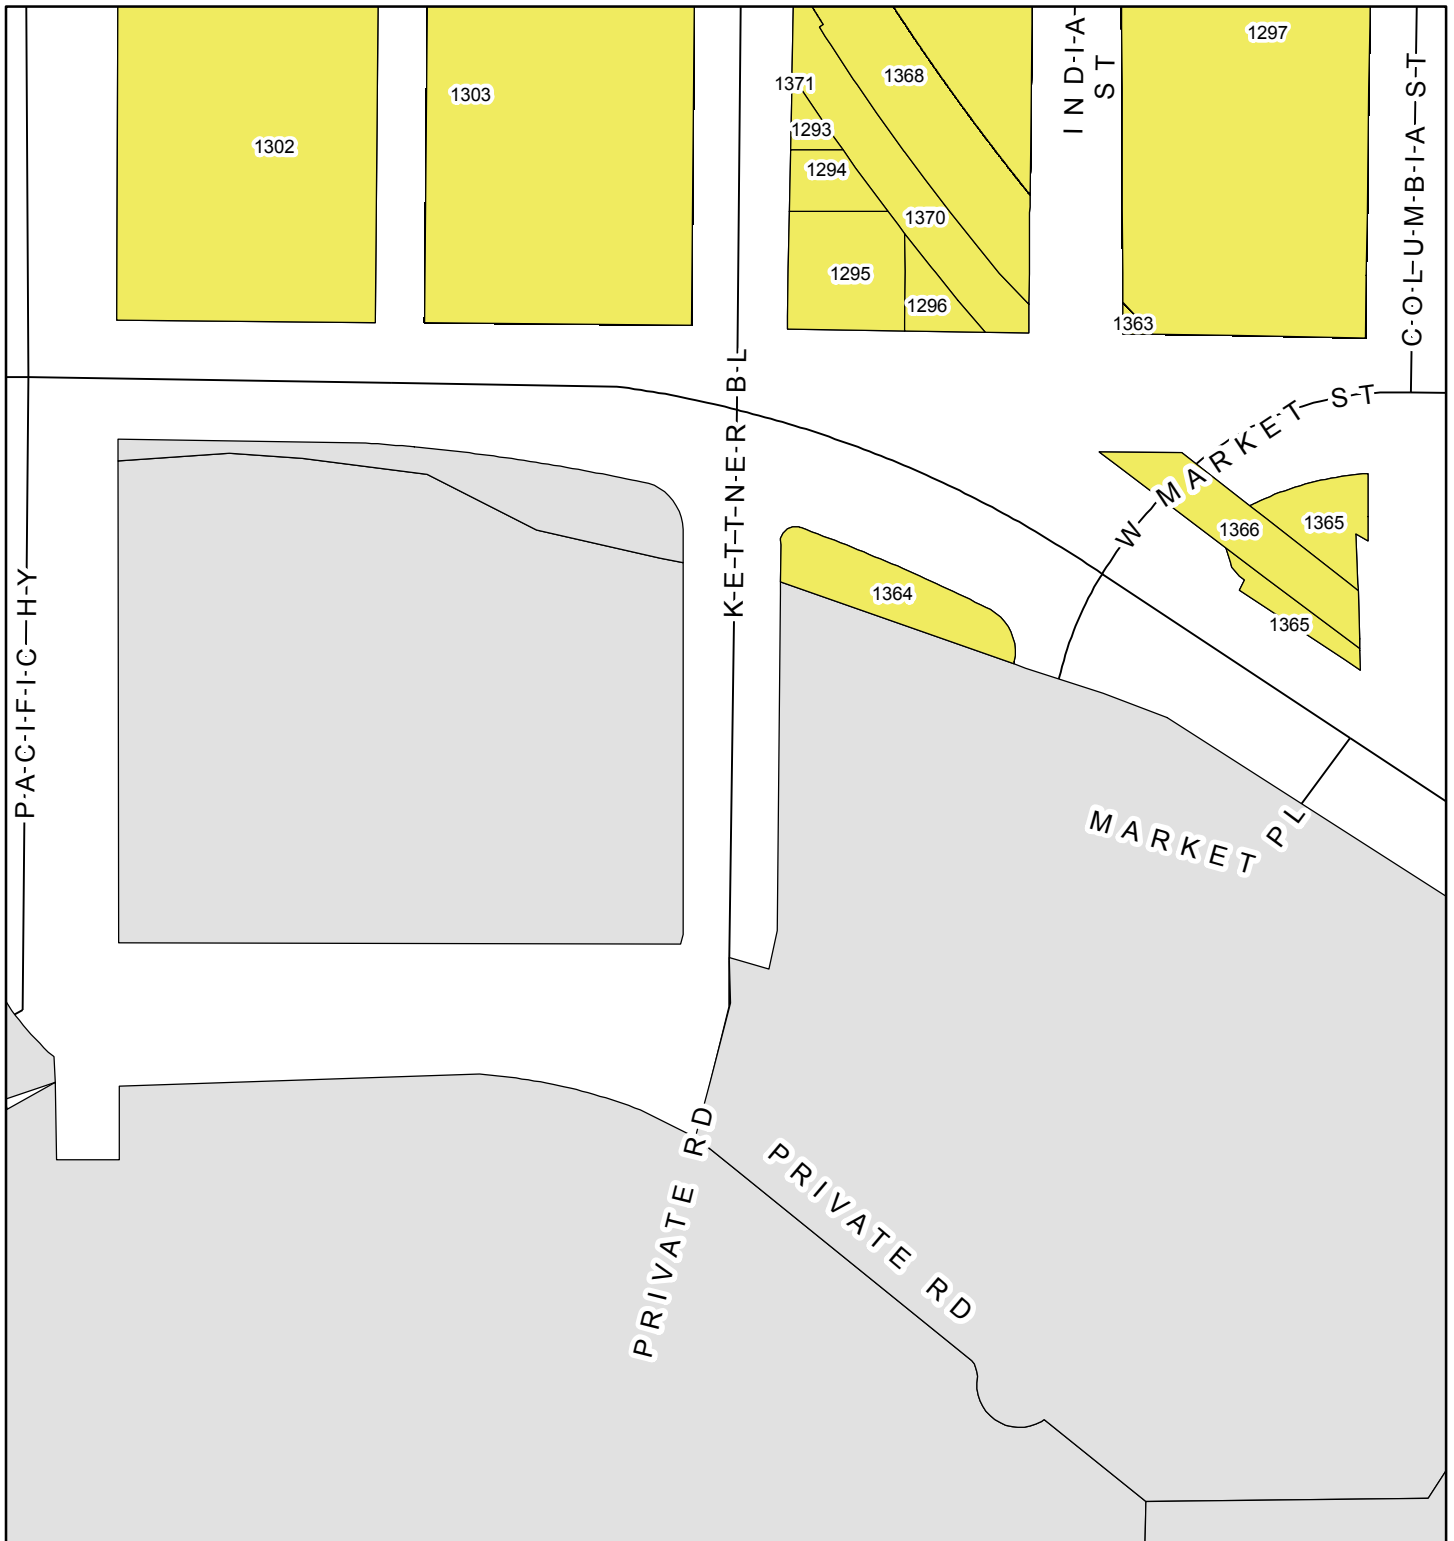 1302
1303
1371
1293
1294
1368
1370
1295
1296
INDIA
ST
1297
1363
COLUMBIA ST
KETTNER BL
PACIFIC HY
W MARKET ST
1366
1365
1365
1364
MARKET PL
PRIVATE RD
PRIVATE RD